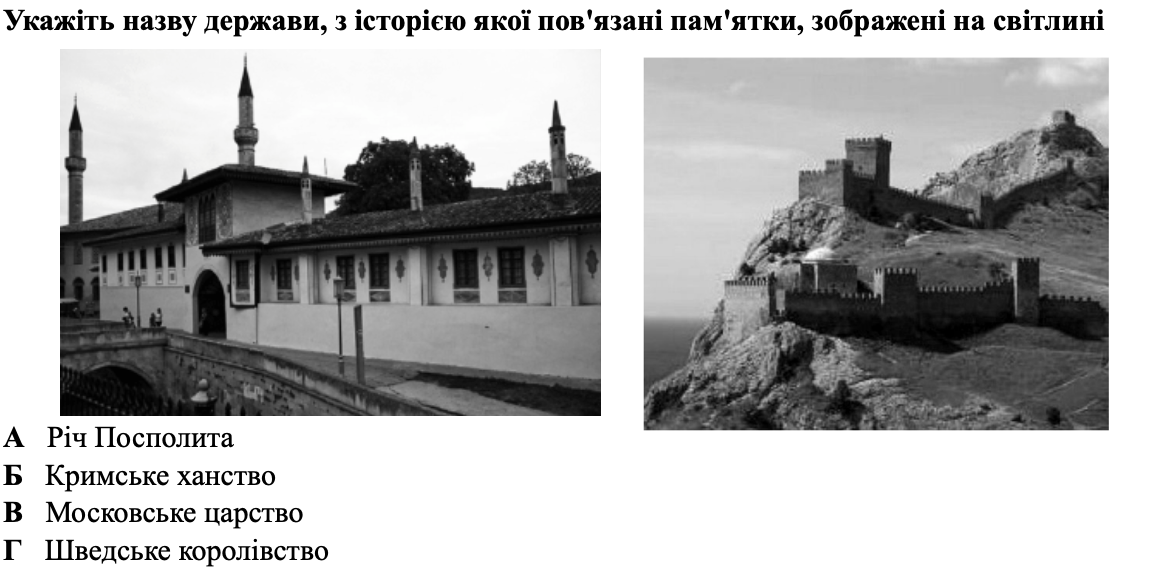 Укажіть назву держави, з історією якої пов'язані пам'ятки, зображені на світлині
А Річ Посполита
Б Кримське ханство
В Московське царство
Г Шведське королівство